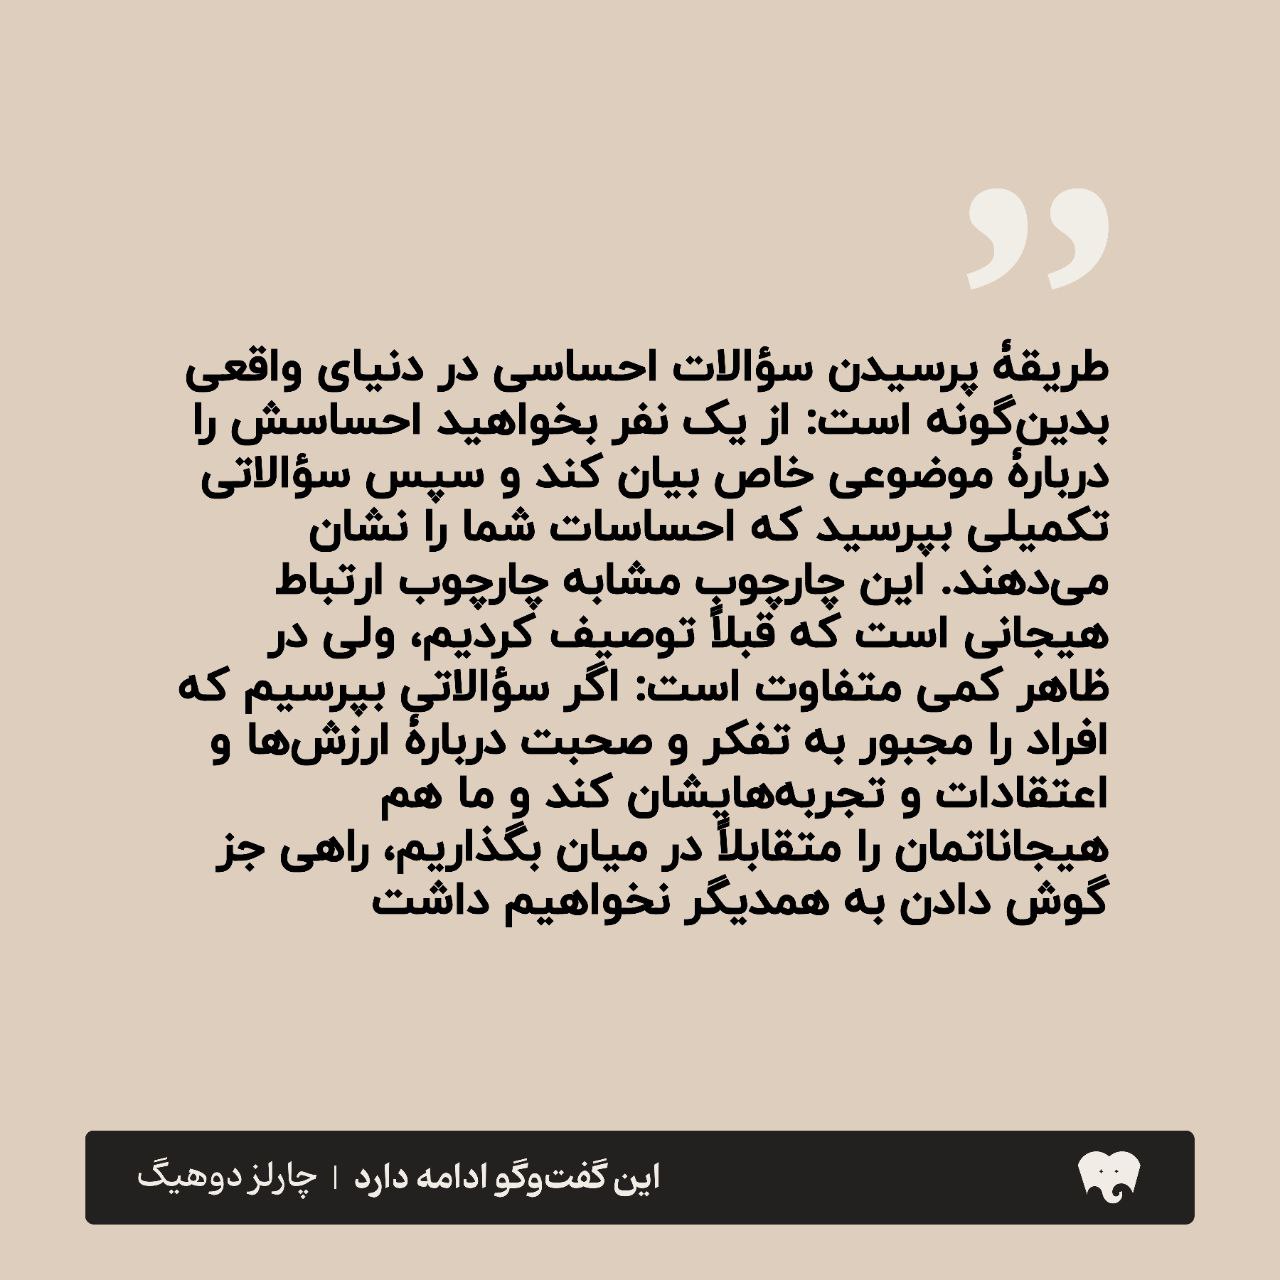 طریقهٔ پرسیدن سؤالات احساسی در دنیای واقعی
بدین‌گونه است: از یک نفر بخواهید احساسش را
دربارهٔ موضوعی خاص بیان کند و سپس سؤالاتی
تکمیلی بپرسید که احساسات شما را نشان
می‌دهند. این چارچوب مشابه چارچوب ارتباط
هیجانی است که قبلاً توصیف کردیم، ولی در
ظاهر کمی متفاوت است: اگر سؤالاتی بپرسیم که
افراد را مجبور به تفکر و صحبت دربارهٔ ارزش‌ها و
اعتقادات و تجربه‌هایشان کند و ما هم
هیجاناتمان را متقابلاً در میان بگذاریم، راهی جز
گوش دادن به همدیگر نخواهیم داشت
این گفت‌وگو ادامه دارد | چارلز دوهیگ